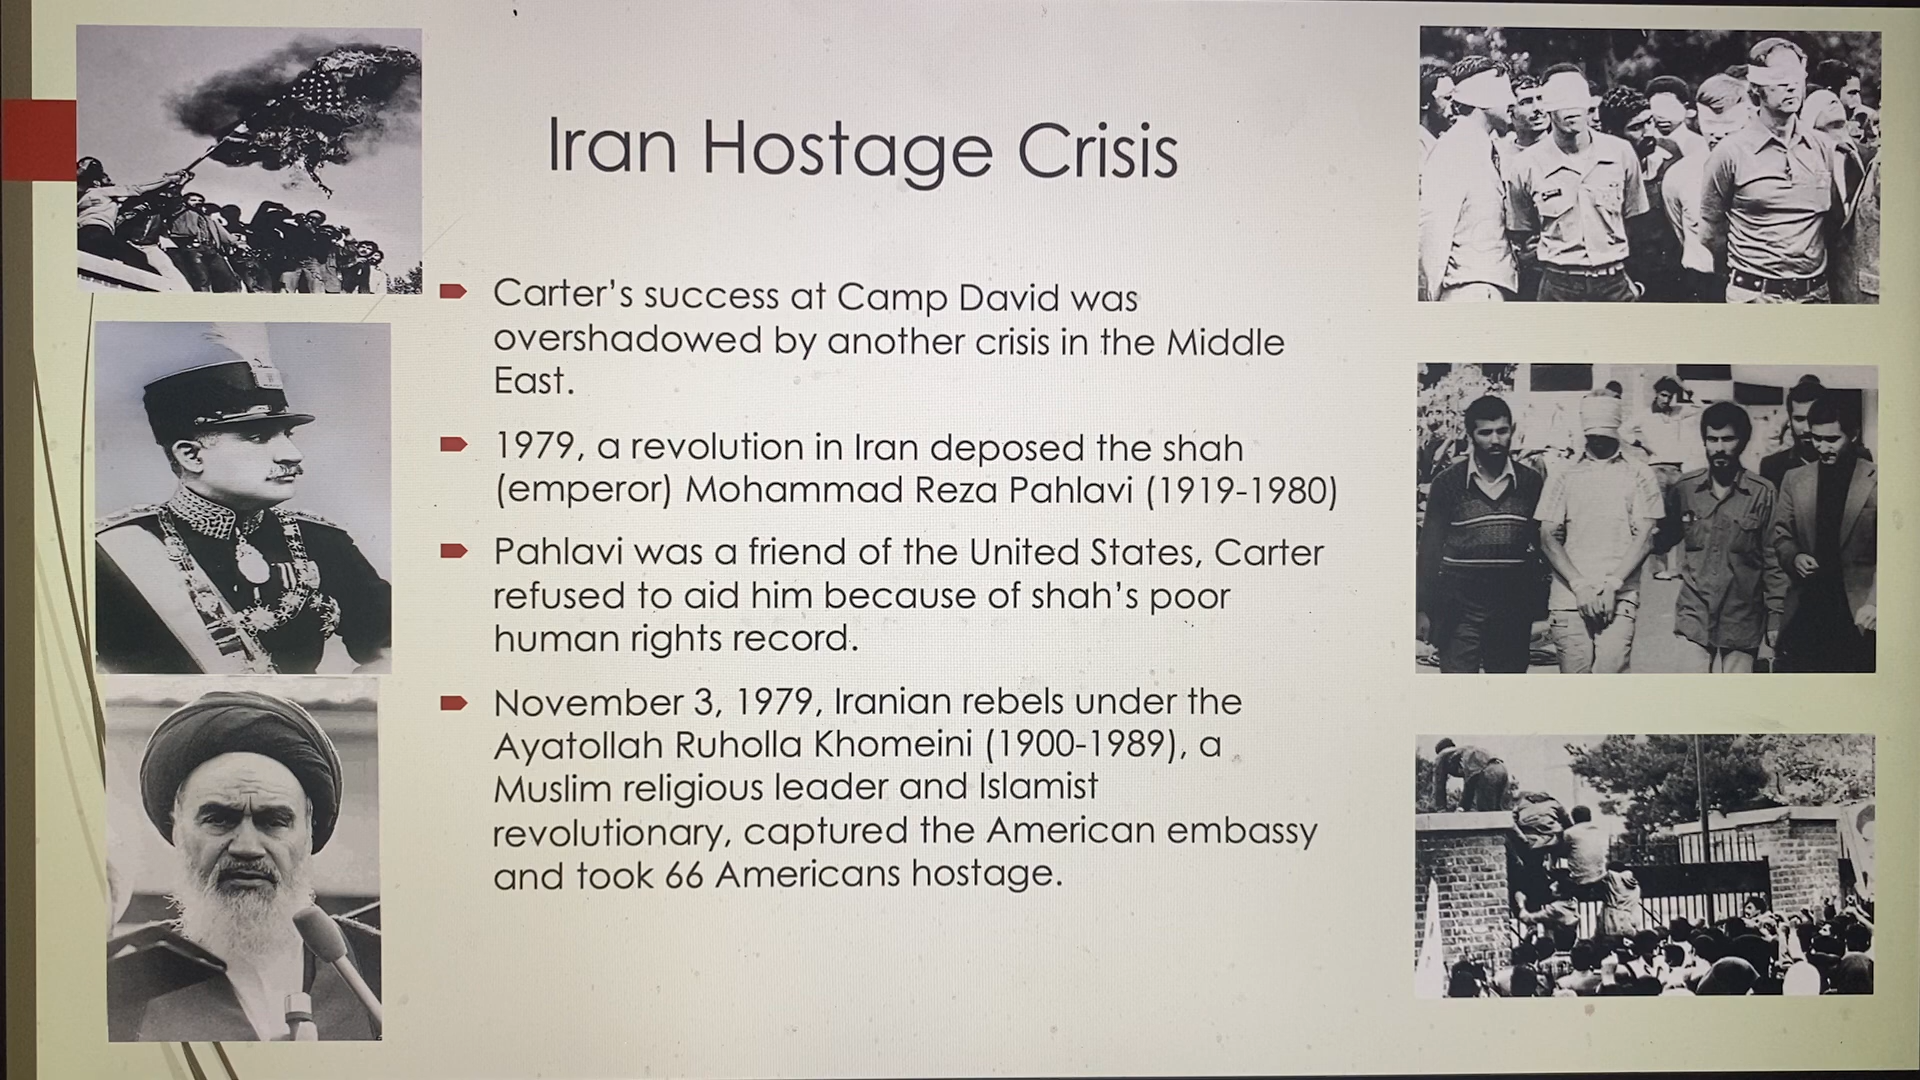 Iran Hostage Crisis
Carter's success at Camp David was
overshadowed by another crisis in the Middle
East.
1979, a revolution in Iran deposed the shah
(emperor) Mohammad Reza Pahlavi (1919-1980)
Pahlavi was a friend of the United States, Carter
refused to aid him because of shah's poor
human rights record.
November 3, 1979, Iranian rebels under the
Ayatollah Ruholla Khomeini (1900-1989), a
Muslim religious leader and Islamist
revolutionary, captured the American embassy
and took 66 Americans hostage.